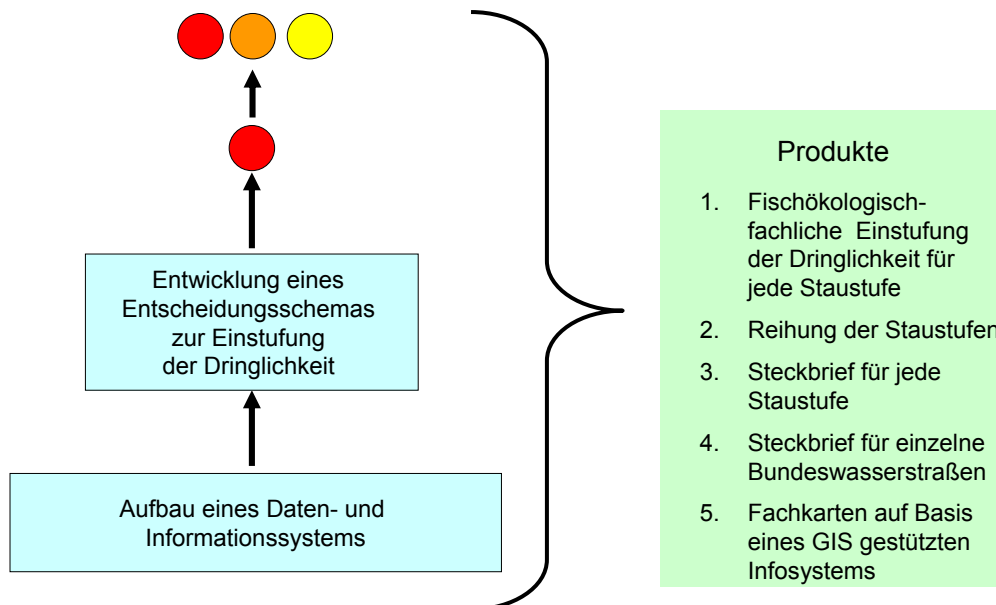 Entwicklung eines
Entscheidungsschemas
zur Einstufung
der Dringlichkeit
Aufbau eines Daten- und
Informationssystems
Produkte
1. Fischökologisch-
fachliche Einstufung
der Dringlichkeit für
jede Staustufe
2. Reihung der Staustufen
3. Steckbrief für jede
Staustufe
4. Steckbrief für einzelne
Bundeswasserstraßen
5. Fachkarten auf Basis
eines GIS gestützten
Infosystems